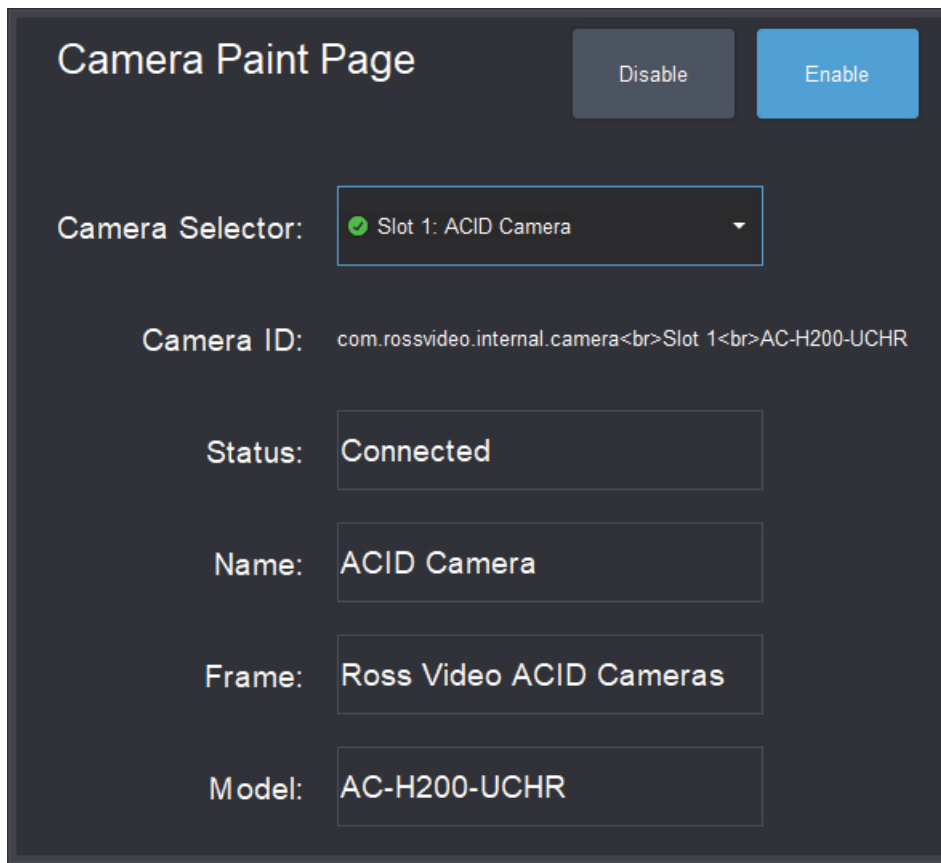 Camera Paint Page
Disable
Enable
Camera Selector:
Slot 1: ACID Camera
Camera ID:
com.rossvideo.internal.camera<br>Slot 1<br>AC-H200-UCHR
Status:
Connected
Name:
ACID Camera
Frame:
Ross Video ACID Cameras
Model:
AC-H200-UCHR